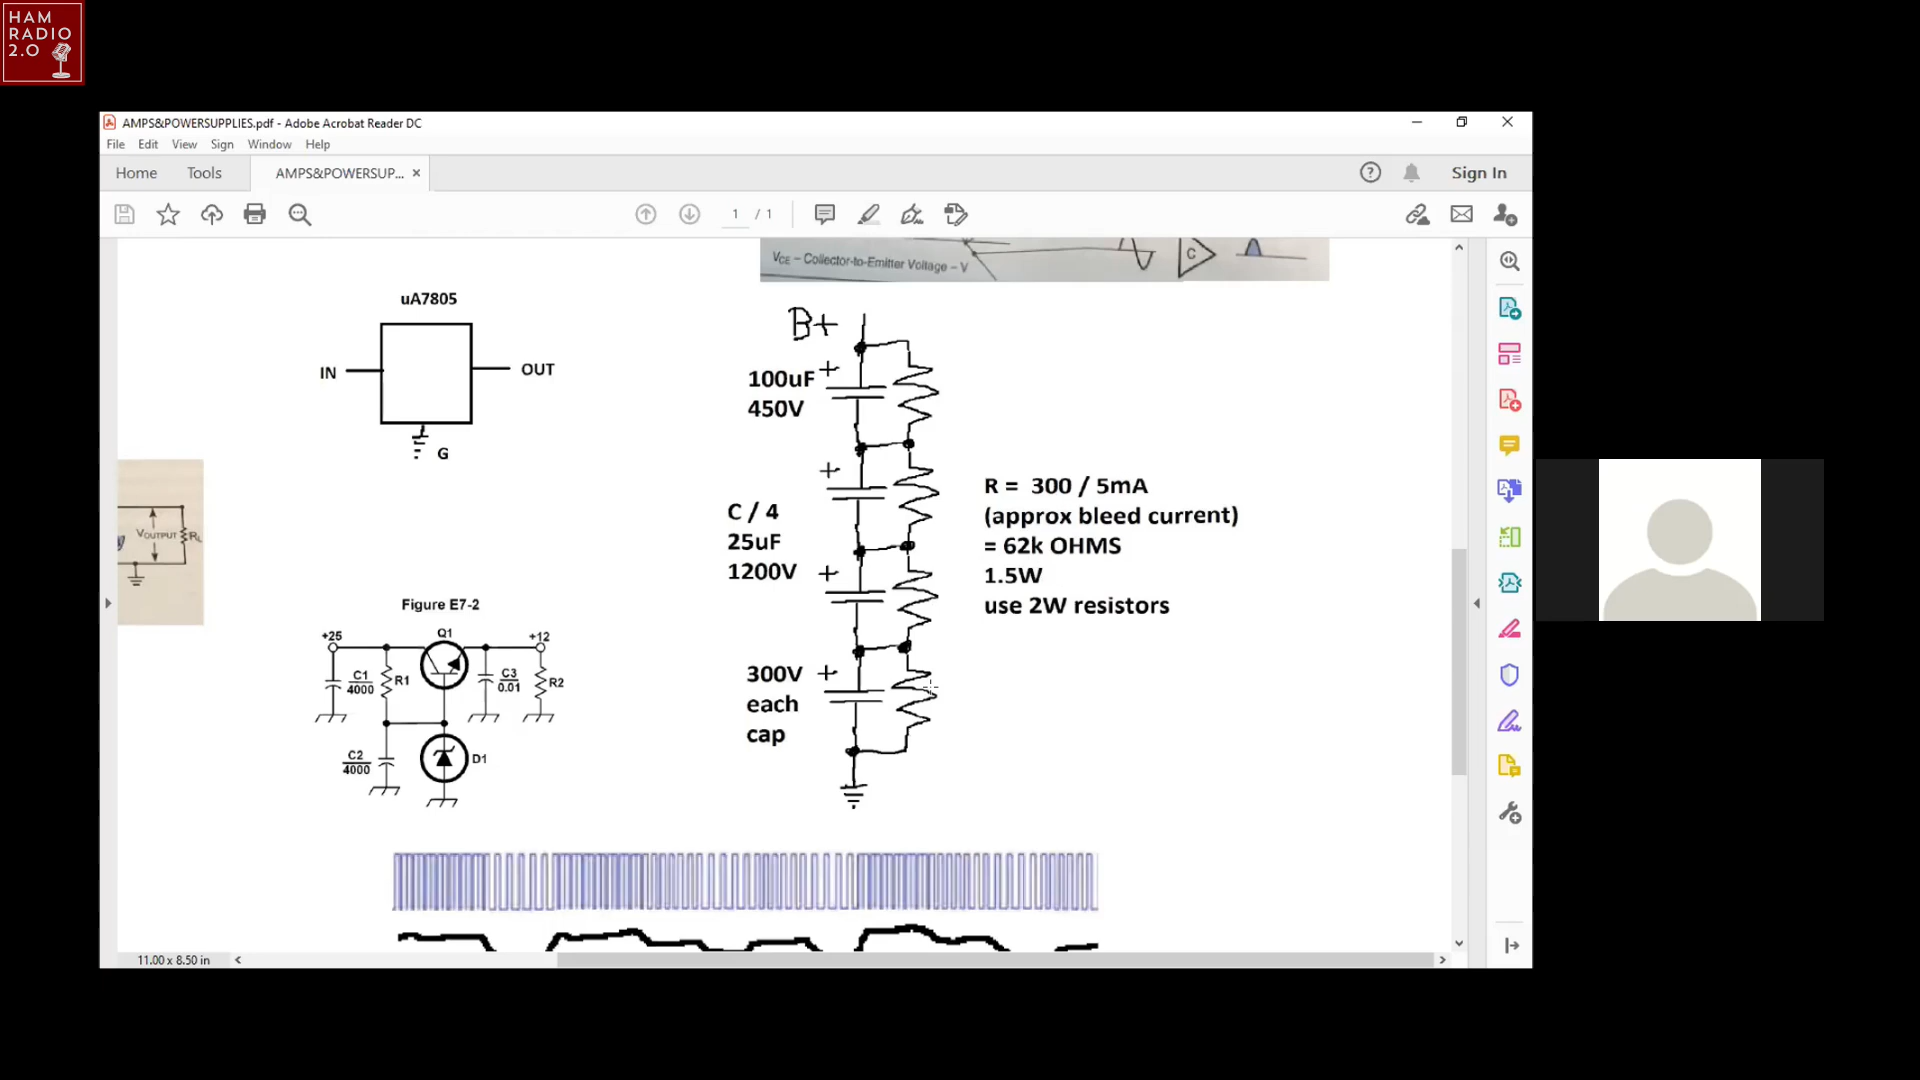 HAM
RADIO
2.0
AMPS&POWERSUPPLIES.pdf - Adobe Acrobat Reader DC
File Edit View Sign Window Help
Home Tools AMPS&POWERSUP... ×
Sign In
1 / 1
VCE – Collector-to-Emitter Voltage – V
C
uA7805
IN
OUT
G
B+
+
100uF
450V
+
C / 4
25uF
1200V
+
300V
each
cap
+
R = 300 / 5mA
(approx bleed current)
= 62k OHMS
1.5W
use 2W resistors
VOUTPUT
RL
Figure E7-2
+25
Q1
+12
C1
4000
R1
C3
0.01
R2
C2
4000
D1
11.00 x 8.50 in